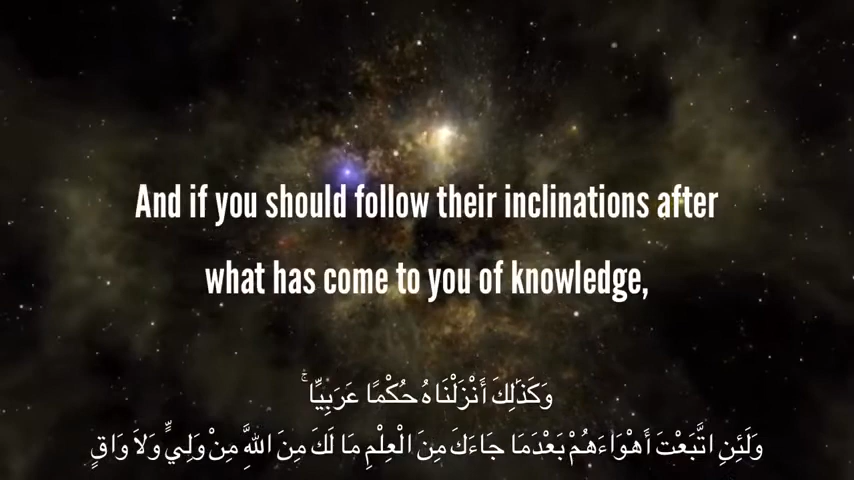 And if you should follow their inclinations after
what has come to you of knowledge,
وَكَذَٰلِكَ أَنْزَلْنَاهُ حُكْمًا عَرَبِيًّا ۚ
وَلَئِنِ اتَّبَعْتَ أَهْوَاءَهُمْ بَعْدَمَا جَاءَكَ مِنَ الْعِلْمِ مَا لَكَ مِنَ اللَّهِ مِنْ وَلِيٍّ وَلَا وَاقٍ